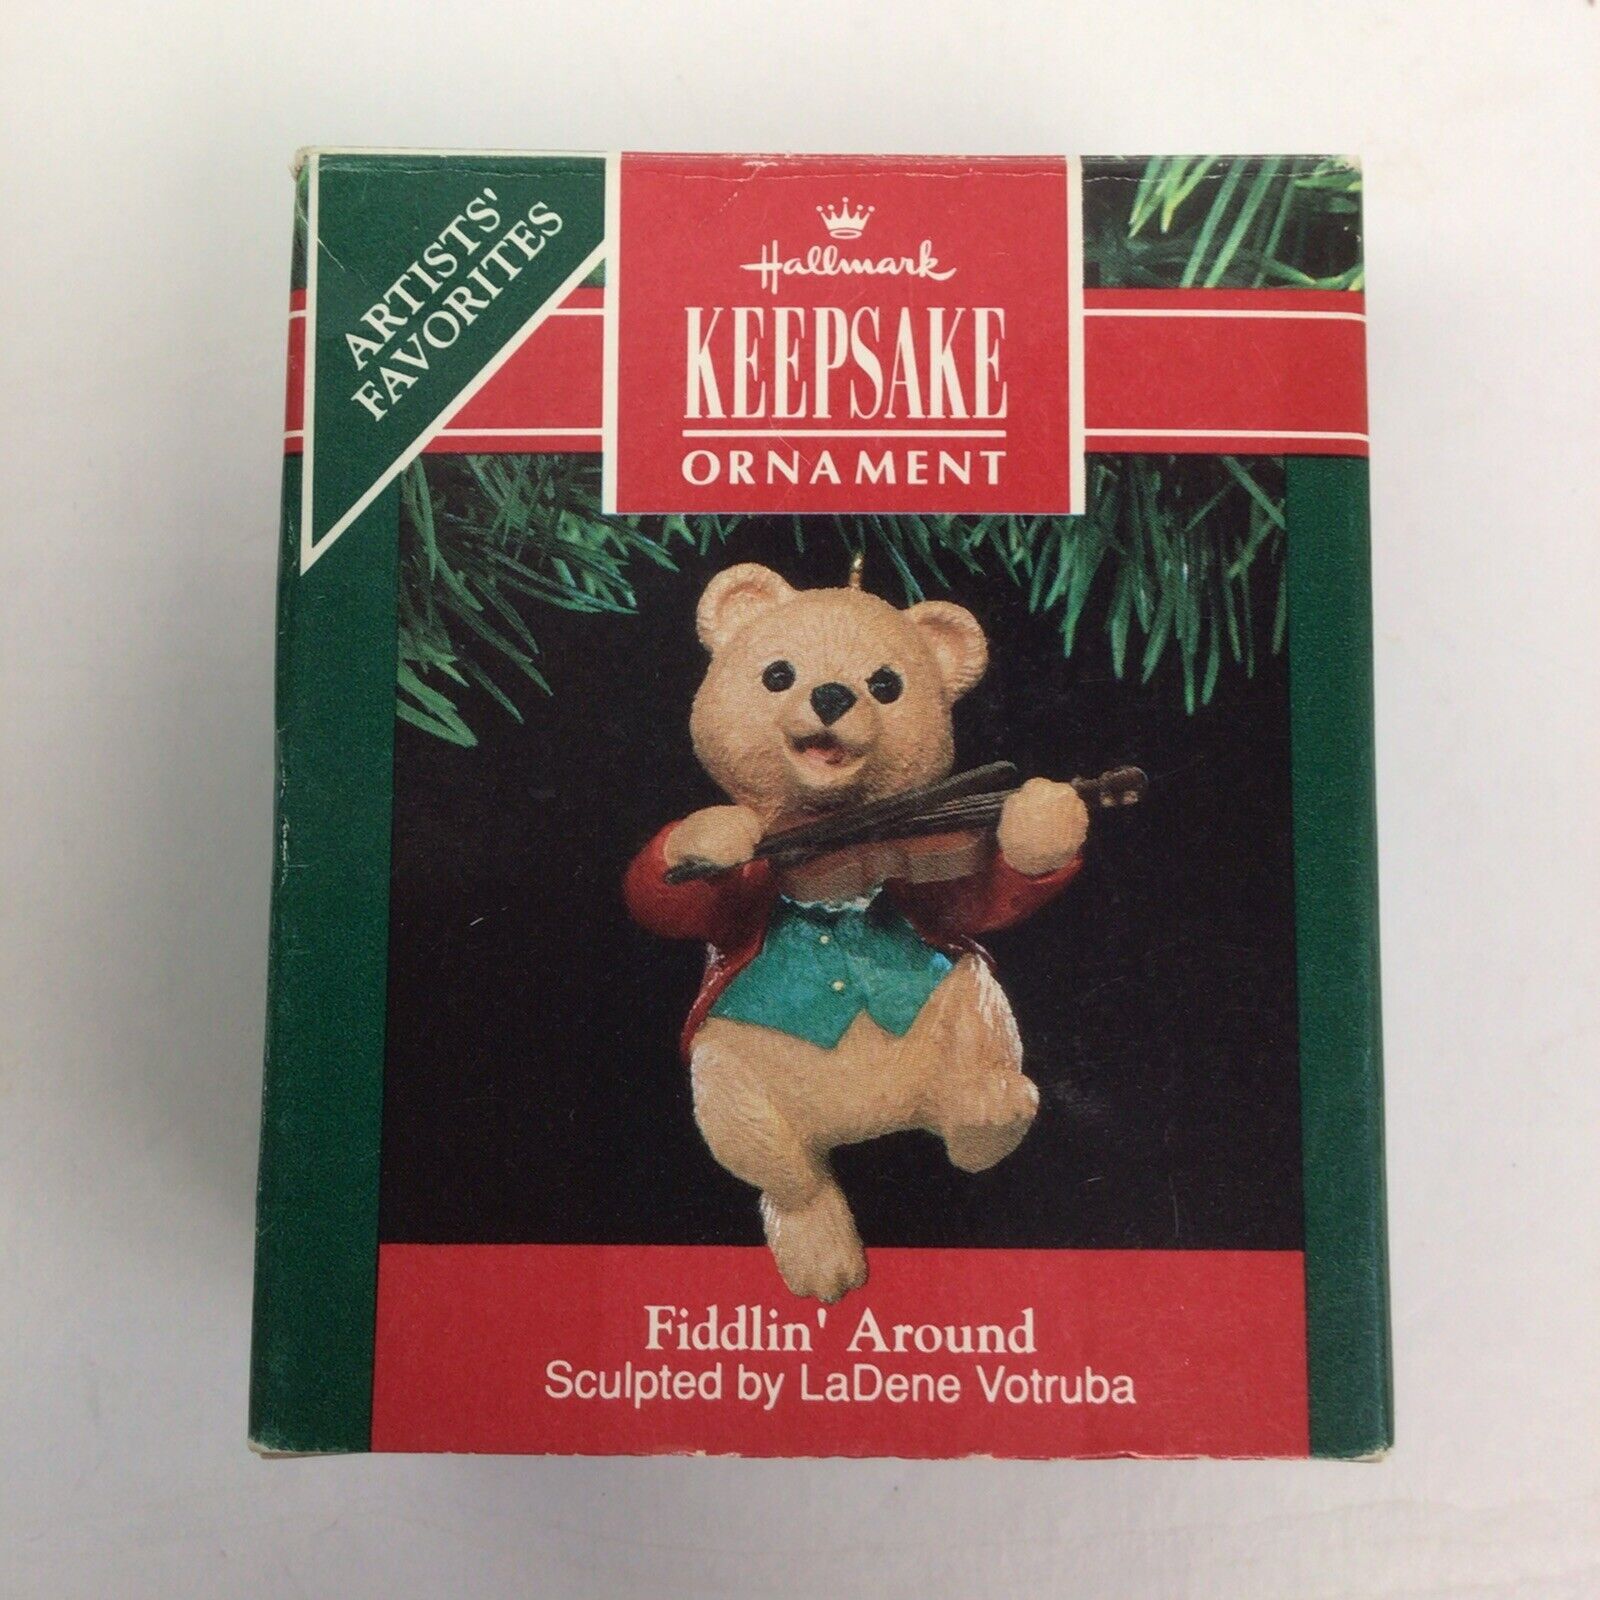 ARTISTS'
FAVORITES
Hallmark
KEEPSAKE
ORNAMENT
Fiddlin' Around
Sculpted by LaDene Votruba